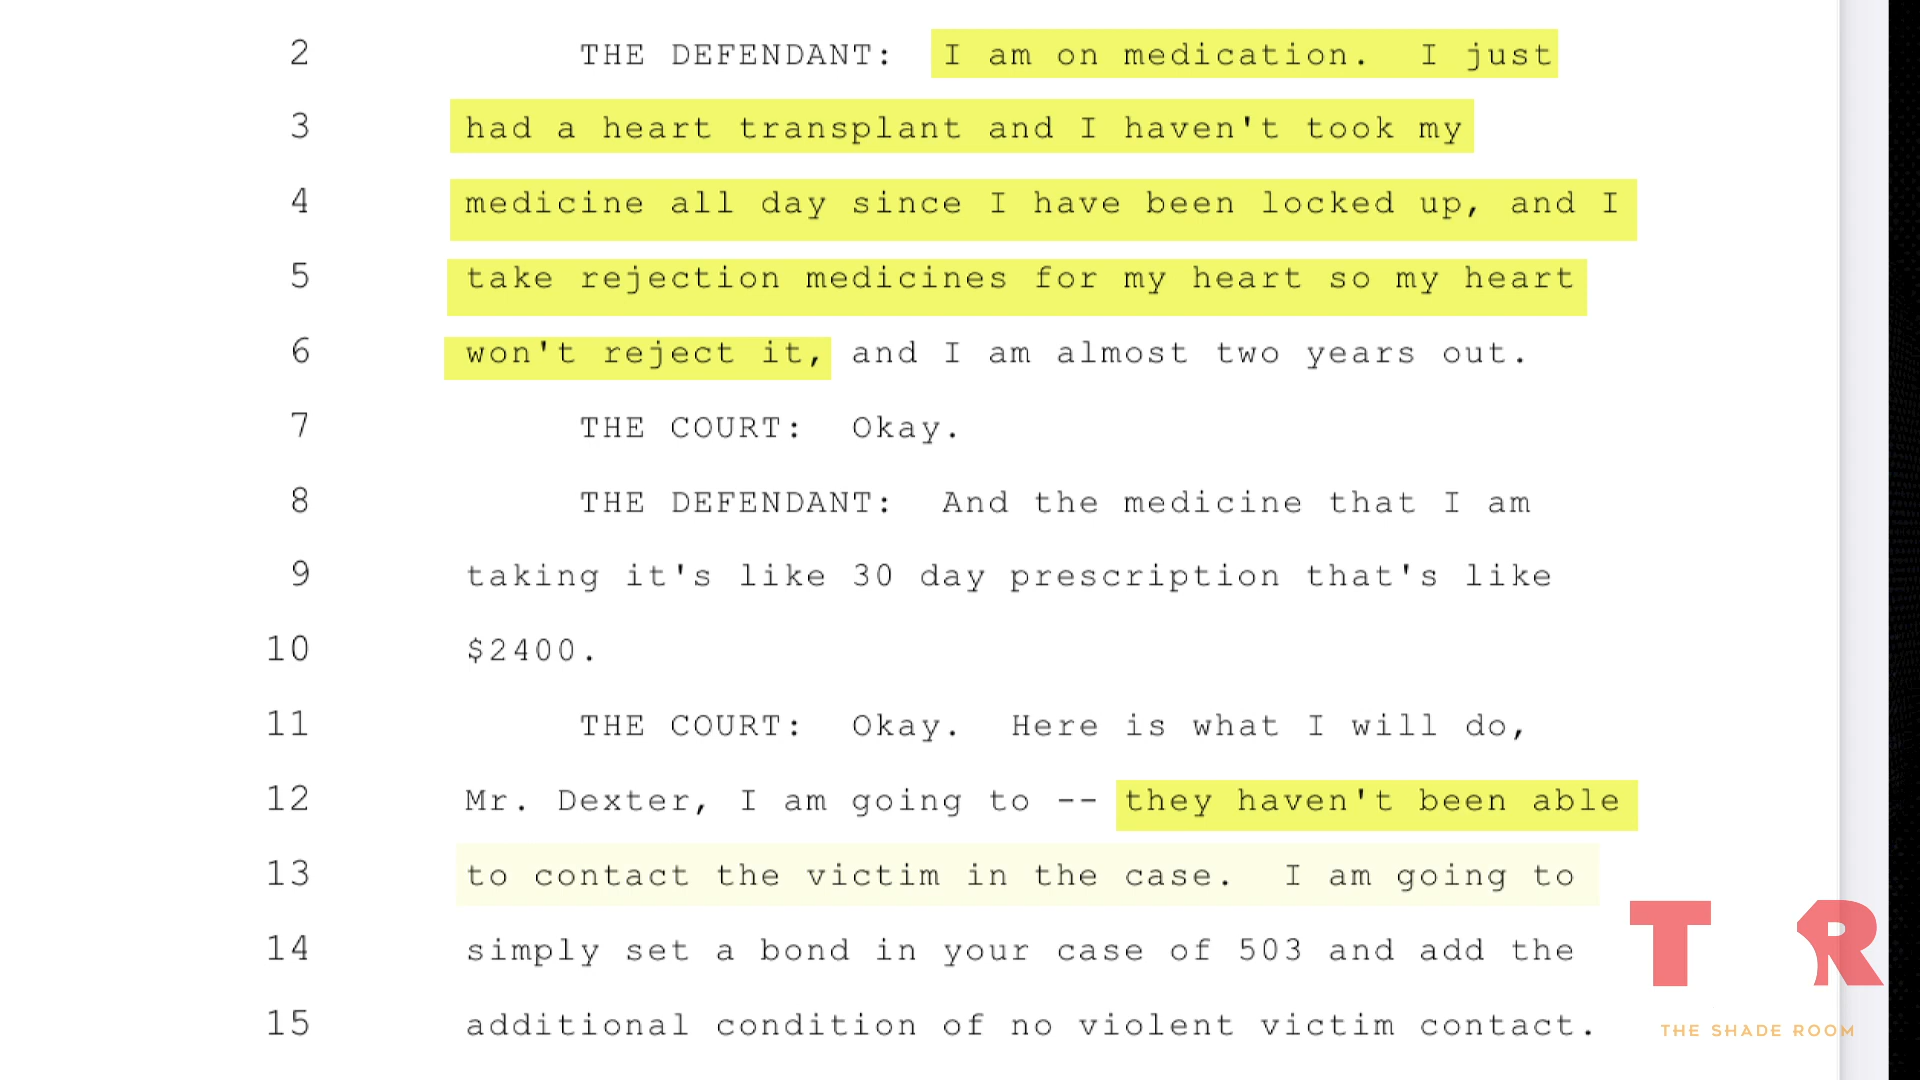 2 THE DEFENDANT: I am on medication. I just
3 had a heart transplant and I haven't took my
4 medicine all day since I have been locked up, and I
5 take rejection medicines for my heart so my heart
6 won't reject it, and I am almost two years out.
7 THE COURT: Okay.
8 THE DEFENDANT: And the medicine that I am
9 taking it's like 30 day prescription that's like
10 $2400.
11 THE COURT: Okay. Here is what I will do,
12 Mr. Dexter, I am going to -- they haven't been able
13 to contact the victim in the case. I am going to
14 simply set a bond in your case of 503 and add the
15 additional condition of no violent victim contact.
T R
THE SHADE ROOM